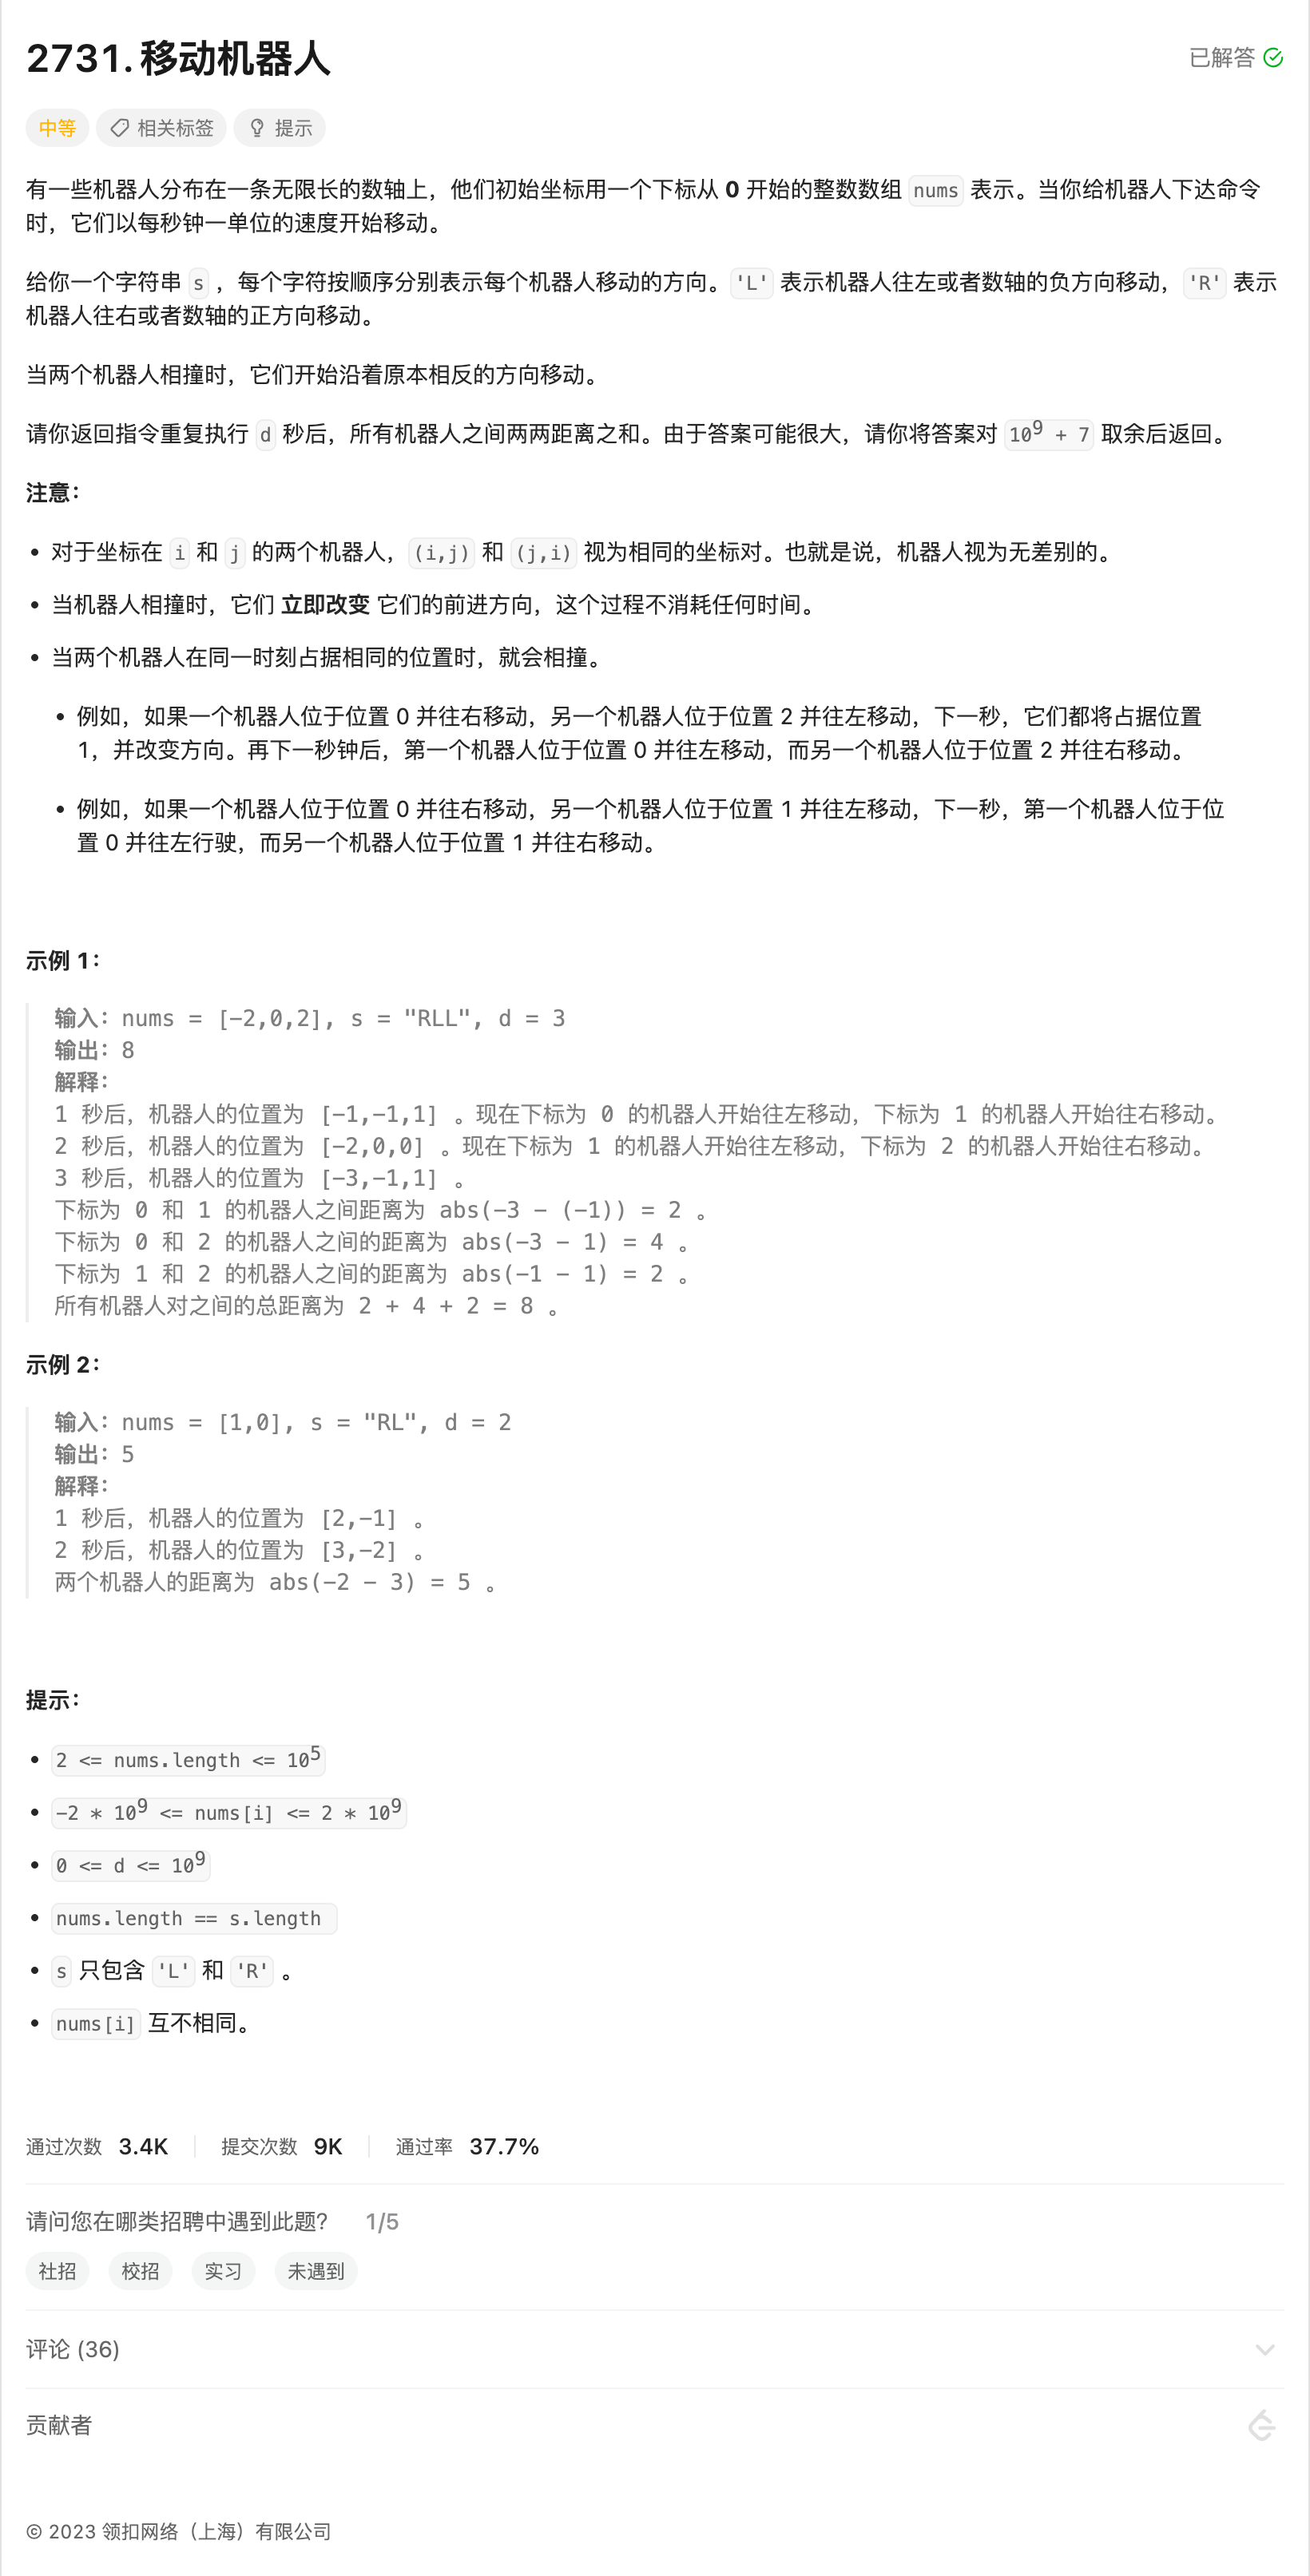 2731. 移动机器人
已解答
中等
相关标签
提示
有一些机器人分布在一条无限长的数轴上，他们初始坐标用一个下标从 0 开始的整数数组 nums 表示。当你给机器人下达命令
时，它们以每秒钟一单位的速度开始移动。
给你一个字符串 s ，每个字符按顺序分别表示每个机器人移动的方向。'L' 表示机器人往左或者数轴的负方向移动，'R' 表示
机器人往右或者数轴的正方向移动。
当两个机器人相撞时，它们开始沿着原本相反的方向移动。
请你返回指令重复执行 d 秒后，所有机器人之间两两距离之和。由于答案可能很大，请你将答案对 10⁹ + 7 取余后返回。
注意：
• 对于坐标在 i 和 j 的两个机器人，(i,j) 和 (j,i) 视为相同的坐标对。也就是说，机器人视为无差别的。
• 当机器人相撞时，它们 立即改变 它们的前进方向，这个过程不消耗任何时间。
• 当两个机器人在同一时刻占据相同的位置时，就会相撞。
• 例如，如果一个机器人位于位置 0 并往右移动，另一个机器人位于位置 2 并往左移动，下一秒，它们都将占据位置
1，并改变方向。再下一秒钟后，第一个机器人位于位置 0 并往左移动，而另一个机器人位于位置 2 并往右移动。
• 例如，如果一个机器人位于位置 0 并往右移动，另一个机器人位于位置 1 并往左移动，下一秒，第一个机器人位于位
置 0 并往左行驶，而另一个机器人位于位置 1 并往右移动。
示例 1：
输入：nums = [-2,0,2], s = "RLL", d = 3
输出：8
解释：
1 秒后，机器人的位置为 [-1,-1,1] 。现在下标为 0 的机器人开始往左移动，下标为 1 的机器人开始往右移动。
2 秒后，机器人的位置为 [-2,0,0] 。现在下标为 1 的机器人开始往左移动，下标为 2 的机器人开始往右移动。
3 秒后，机器人的位置为 [-3,-1,1] 。
下标为 0 和 1 的机器人之间距离为 abs(-3 - (-1)) = 2 。
下标为 0 和 2 的机器人之间的距离为 abs(-3 - 1) = 4 。
下标为 1 和 2 的机器人之间的距离为 abs(-1 - 1) = 2 。
所有机器人对之间的总距离为 2 + 4 + 2 = 8 。
示例 2：
输入：nums = [1,0], s = "RL", d = 2
输出：5
解释：
1 秒后，机器人的位置为 [2,-1] 。
2 秒后，机器人的位置为 [3,-2] 。
两个机器人的距离为 abs(-2 - 3) = 5 。
提示：
• 2 <= nums.length <= 10⁵
• -2 * 10⁹ <= nums[i] <= 2 * 10⁹
• 0 <= d <= 10⁹
• nums.length == s.length
• s 只包含 'L' 和 'R' 。
• nums[i] 互不相同。
通过次数 3.4K 提交次数 9K 通过率 37.7%
请问您在哪类招聘中遇到此题？ 1/5
社招 校招 实习 未遇到
评论 (36)
贡献者
© 2023 领扣网络（上海）有限公司